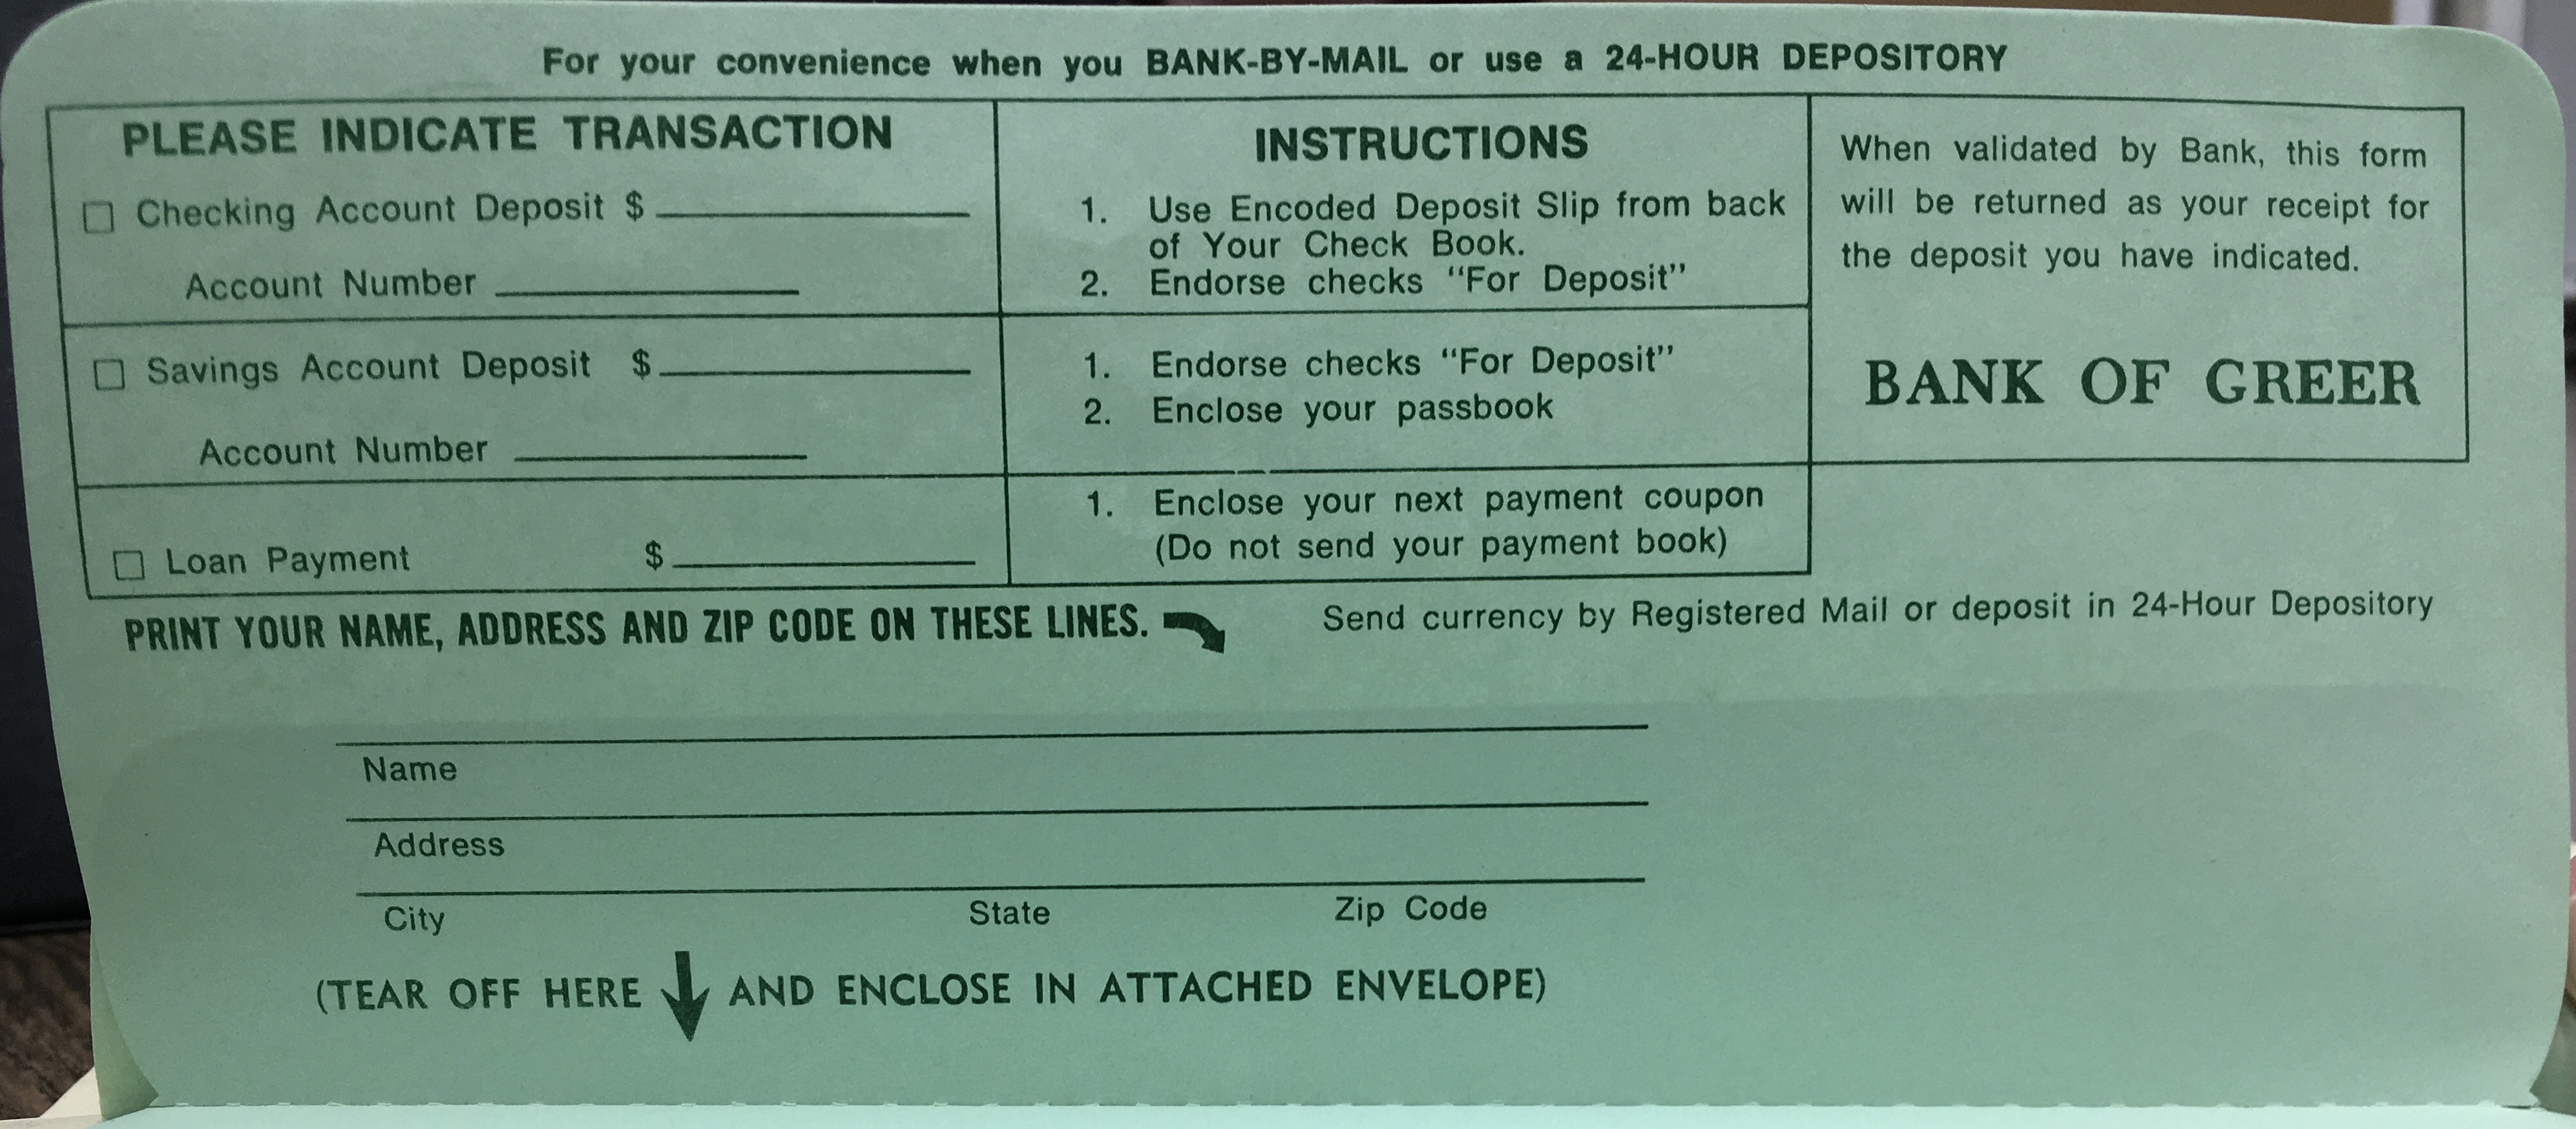 For your convenience when you BANK-BY-MAIL or use a 24-HOUR DEPOSITORY
PLEASE INDICATE TRANSACTION
Checking Account Deposit $
Account Number
INSTRUCTIONS
1. Use Encoded Deposit Slip from back
of Your Check Book.
2. Endorse checks "For Deposit"
When validated by Bank, this form
will be returned as your receipt for
the deposit you have indicated.
BANK OF GREER
Savings Account Deposit $
Account Number
1. Endorse checks "For Deposit"
2. Enclose your passbook
Loan Payment $
1. Enclose your next payment coupon
(Do not send your payment book)
PRINT YOUR NAME, ADDRESS AND ZIP CODE ON THESE LINES.
Send currency by Registered Mail or deposit in 24-Hour Depository
Name
Address
City State Zip Code
(TEAR OFF HERE AND ENCLOSE IN ATTACHED ENVELOPE)